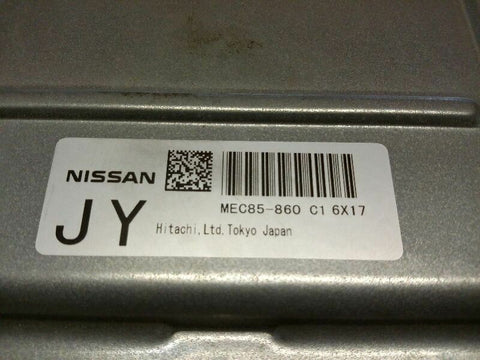 NISSAN
MEC85-860 C1 6X17
JY
Hitachi,Ltd.Tokyo Japan